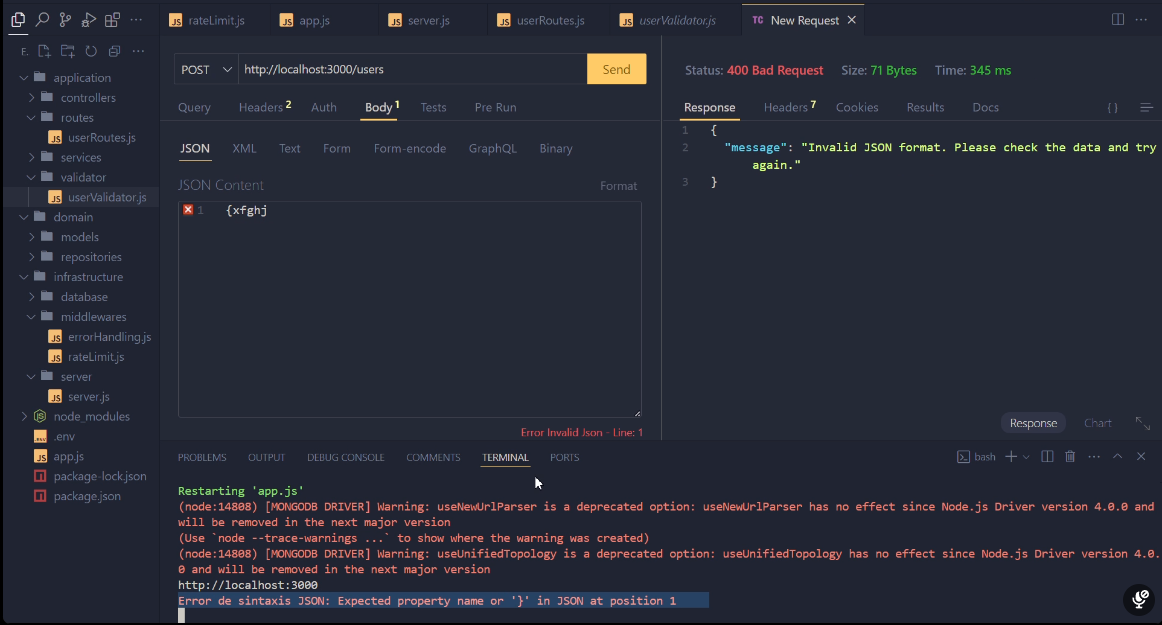 rateLimit.js app.js server.js userRoutes.js userValidator.js TC New Request
E.
application
controllers
routes
userRoutes.js
services
validator
userValidator.js
domain
models
repositories
infrastructure
database
middlewares
errorHandling.js
rateLimit.js
server
server.js
node_modules
.env
app.js
package-lock.json
package.json
POST http://localhost:3000/users Send
Query Headers 2 Auth Body 1 Tests Pre Run
JSON XML Text Form Form-encode GraphQL Binary
JSON Content Format
1 {xfghj
Error Invalid Json - Line: 1
Status: 400 Bad Request Size: 71 Bytes Time: 345 ms
Response Headers 7 Cookies Results Docs { }
1 {
2 "message": "Invalid JSON format. Please check the data and try
again."
3 }
Response Chart
PROBLEMS OUTPUT DEBUG CONSOLE COMMENTS TERMINAL PORTS bash
Restarting 'app.js'
(node:14808) [MONGODB DRIVER] Warning: useNewUrlParser is a deprecated option: useNewUrlParser has no effect since Node.js Driver version 4.0.0 and
will be removed in the next major version
(Use `node --trace-warnings ...` to show where the warning was created)
(node:14808) [MONGODB DRIVER] Warning: useUnifiedTopology is a deprecated option: useUnifiedTopology has no effect since Node.js Driver version 4.0.
0 and will be removed in the next major version
http://localhost:3000
Error de sintaxis JSON: Expected property name or '}' in JSON at position 1